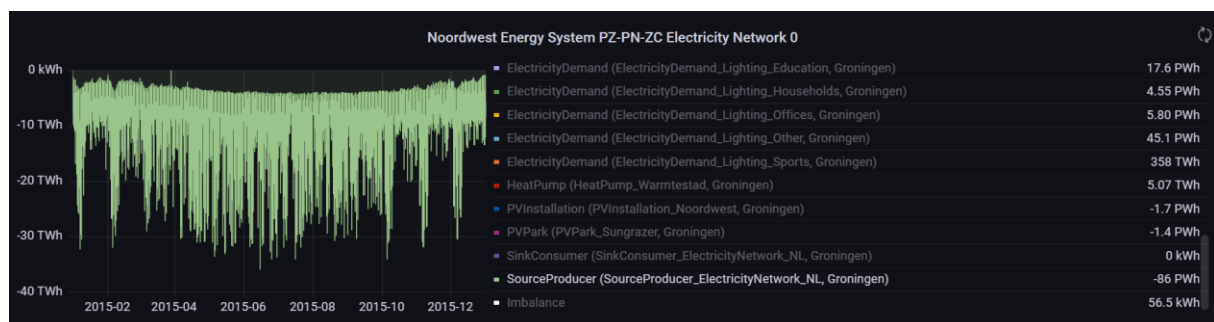 Noordwest Energy System PZ-PN-ZC Electricity Network 0
0 kWh
-10 TWh
-20 TWh
-30 TWh
-40 TWh
2015-02 2015-04 2015-06 2015-08 2015-10 2015-12
ElectricityDemand (ElectricityDemand_Lighting_Education, Groningen) 17.6 PWh
ElectricityDemand (ElectricityDemand_Lighting_Households, Groningen) 4.55 PWh
ElectricityDemand (ElectricityDemand_Lighting_Offices, Groningen) 5.80 PWh
ElectricityDemand (ElectricityDemand_Lighting_Other, Groningen) 45.1 PWh
ElectricityDemand (ElectricityDemand_Lighting_Sports, Groningen) 358 TWh
HeatPump (HeatPump_Warmtestad, Groningen) 5.07 TWh
PVInstallation (PVInstallation_Noordwest, Groningen) -1.7 PWh
PVPark (PVPark_Sungrazer, Groningen) -1.4 PWh
SinkConsumer (SinkConsumer_ElectricityNetwork_NL, Groningen) 0 kWh
SourceProducer (SourceProducer_ElectricityNetwork_NL, Groningen) -86 PWh
Imbalance 56.5 kWh